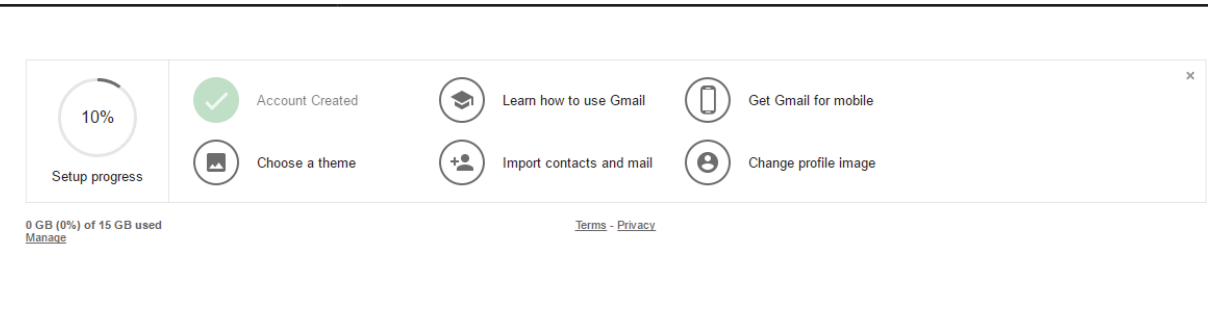 10%
Setup progress
Account Created
Learn how to use Gmail
Get Gmail for mobile
Choose a theme
Import contacts and mail
Change profile image
0 GB (0%) of 15 GB used
Manage
Terms - Privacy